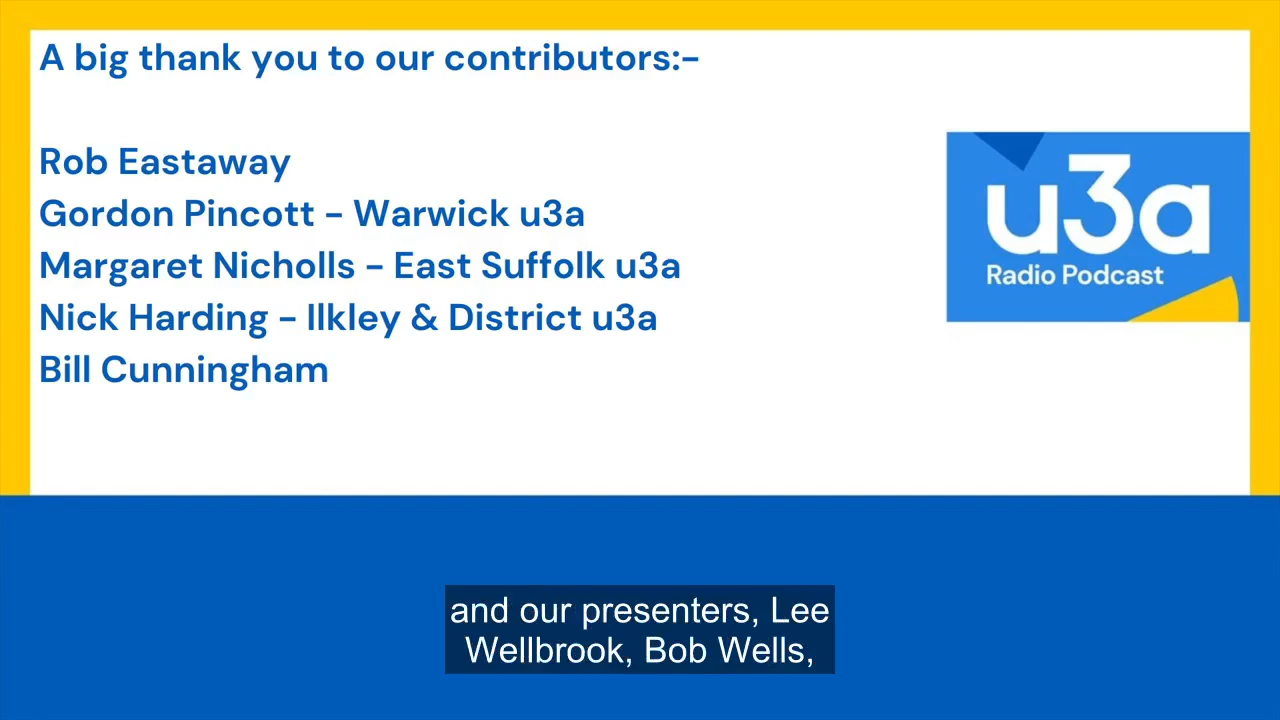 A big thank you to our contributors:-
Rob Eastaway
Gordon Pincott - Warwick u3a
Margaret Nicholls - East Suffolk u3a
Nick Harding - Ilkley & District u3a
Bill Cunningham
u3a
Radio Podcast
and our presenters, Lee
Wellbrook, Bob Wells,